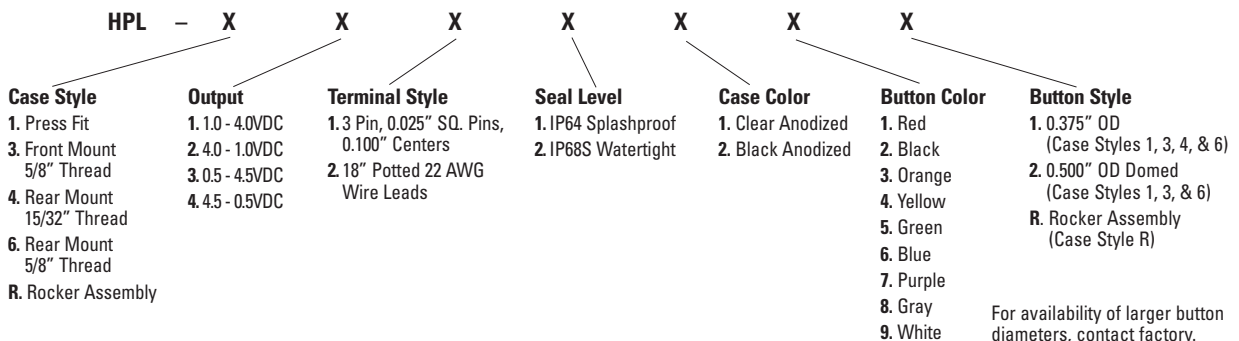 HPL – X X X X X X X
Case Style
1. Press Fit
3. Front Mount
5/8" Thread
4. Rear Mount
15/32" Thread
6. Rear Mount
5/8" Thread
R. Rocker Assembly
Output
1. 1.0 - 4.0VDC
2. 4.0 - 1.0VDC
3. 0.5 - 4.5VDC
4. 4.5 - 0.5VDC
Terminal Style
1. 3 Pin, 0.025" SQ. Pins,
0.100" Centers
2. 18" Potted 22 AWG
Wire Leads
Seal Level
1. IP64 Splashproof
2. IP68S Watertight
Case Color
1. Clear Anodized
2. Black Anodized
Button Color
1. Red
2. Black
3. Orange
4. Yellow
5. Green
6. Blue
7. Purple
8. Gray
9. White
Button Style
1. 0.375" OD
(Case Styles 1, 3, 4, & 6)
2. 0.500" OD Domed
(Case Styles 1, 3, & 6)
R. Rocker Assembly
(Case Style R)
For availability of larger button
diameters, contact factory.